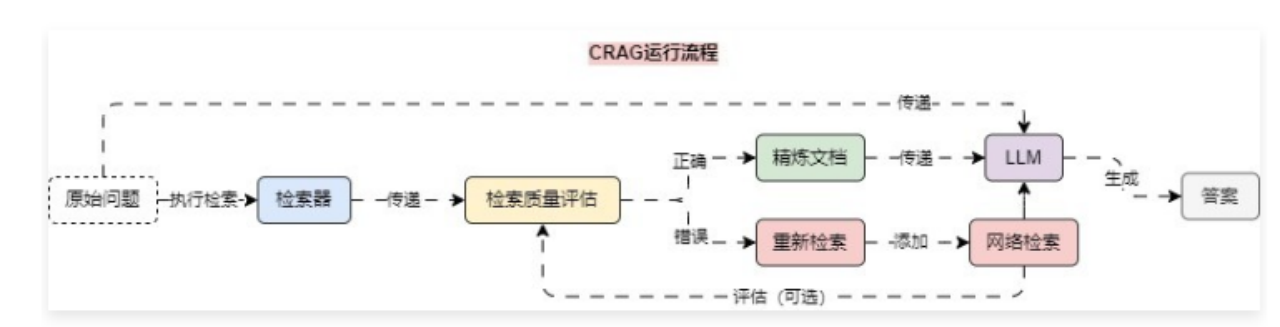 CRAG运行流程
传递
正确
精炼文档
传递
LLM
原始问题
执行检索
检索器
传递
检索质量评估
生成
答案
错误
重新检索
添加
网络检索
评估（可选）